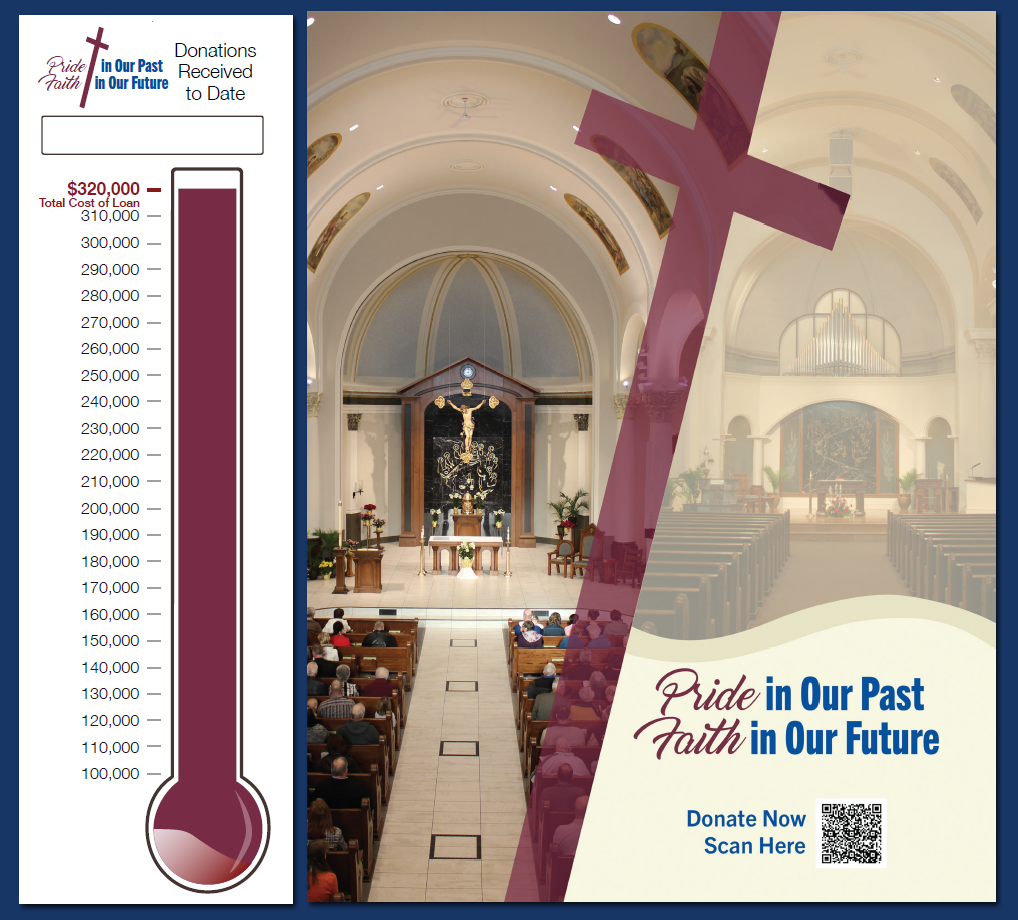 Pride in Our Past
Faith in Our Future
Donations
Received
to Date
$320,000
Total Cost of Loan
310,000
300,000
290,000
280,000
270,000
260,000
250,000
240,000
230,000
220,000
210,000
200,000
190,000
180,000
170,000
160,000
150,000
140,000
130,000
120,000
110,000
100,000
Pride in Our Past
Faith in Our Future
Donate Now
Scan Here